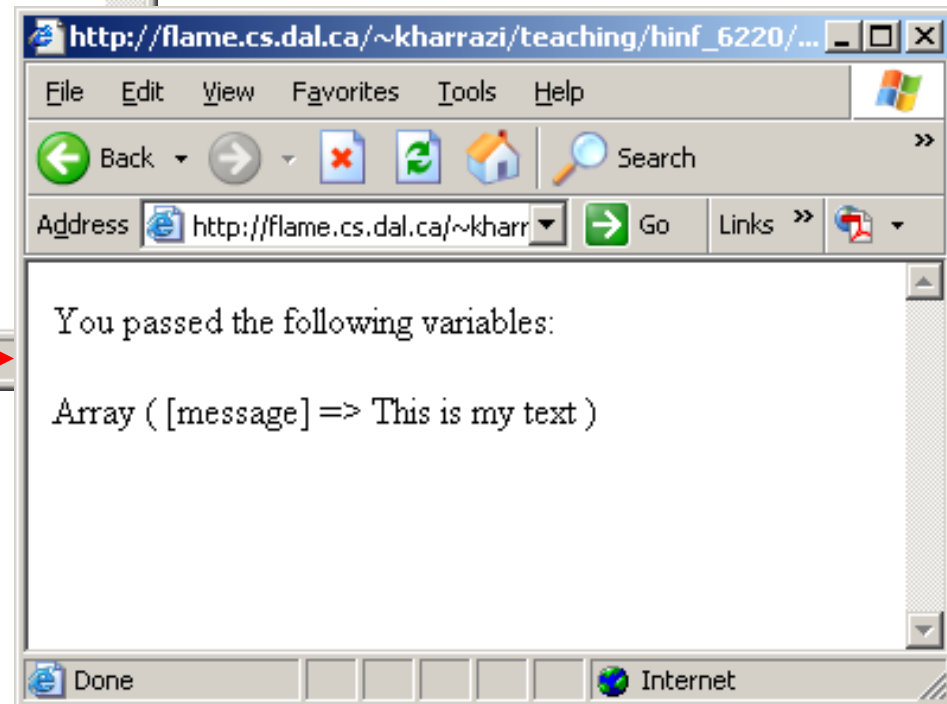 http://flame.cs.dal.ca/~kharrazi/teaching/hinf_6220/...
File Edit View Favorites Tools Help
Back Search »
Address http://flame.cs.dal.ca/~kharr Go Links »
You passed the following variables:
Array ( [message] => This is my text )
Done Internet